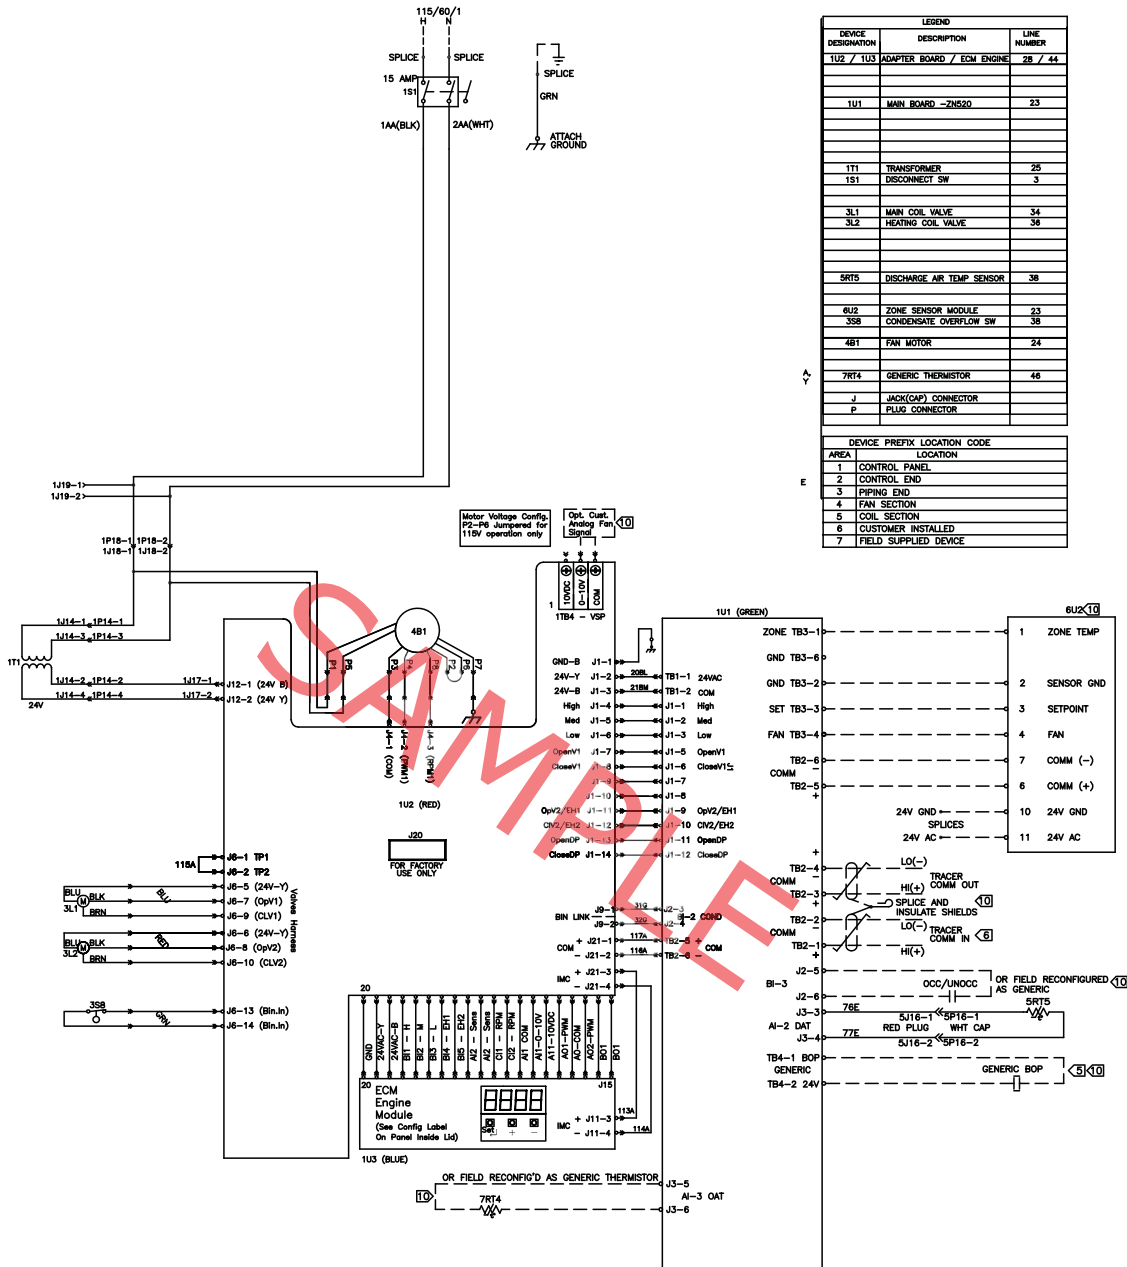 115/60/1
H N
SPLICE SPLICE
15 AMP
1S1
1AA(BLK) 2AA(WHT)
SPLICE
GRN
ATTACH
GROUND
LEGEND
DEVICE DESIGNATION DESCRIPTION LINE NUMBER
1U2 / 1U3 ADAPTER BOARD / ECM ENGINE 28 / 44
1U1 MAIN BOARD -ZN520 23
1T1 TRANSFORMER 25
1S1 DISCONNECT SW 3
3L1 MAIN COIL VALVE 34
3L2 HEATING COIL VALVE 36
5RT5 DISCHARGE AIR TEMP SENSOR 38
6U2 ZONE SENSOR MODULE 23
3S8 CONDENSATE OVERFLOW SW 38
4B1 FAN MOTOR 24
7RT4 GENERIC THERMISTOR 46
J JACK(CAP) CONNECTOR
P PLUG CONNECTOR
A,
Y
E
DEVICE PREFIX LOCATION CODE
AREA LOCATION
1 CONTROL PANEL
2 CONTROL END
3 PIPING END
4 FAN SECTION
5 COIL SECTION
6 CUSTOMER INSTALLED
7 FIELD SUPPLIED DEVICE
1J19-1
1J19-2
1P18-1 1P18-2
1J18-1 1J18-2
Motor Voltage Config.
P2-P6 Jumpered for
115V operation only
Opt. Cust.
Analog Fan
Signal
10
10VDC
0-10V
COM
1
1TB4 - VSP
1J14-1 1P14-1
1J14-3 1P14-3
1T1
1J14-2 1P14-2
1J14-4 1P14-4
24V
1J17-1
1J17-2
J12-1 (24V B)
J12-2 (24V Y)
4B1
P1 P5 P3 P4 P8 P2 P6 P7
J4-1 (COM)
J4-2 (PWM1)
J4-3 (RPM1)
1U2 (RED)
J20
FOR FACTORY
USE ONLY
1U1 (GREEN)
GND-B J1-1
24V-Y J1-2 20BL TB1-1 24VAC
24V-B J1-3 21BM TB1-2 COM
High J1-4 J1-1 High
Med J1-5 J1-2 Med
Low J1-6 J1-3 Low
OpenV1 J1-7 J1-5 OpenV1
CloseV1 J1-8 J1-6 CloseV1
J1-9 J1-7
J1-10 J1-8
OpV2/EH1 J1-11 J1-9 OpV2/EH1
ClV2/EH2 J1-12 J1-10 ClV2/EH2
OpenDP J1-13 J1-11 OpenDP
CloseDP J1-14 J1-12 CloseDP
BIN LINK
J9-1 31G J2-3
J9-2 32G J2-4
BI-2 COND
COM
+ J21-1 117A TB2-5 +
- J21-2 116A TB2-6 -
COM
IMC
+ J21-3
- J21-4
ZONE TB3-1
GND TB3-6
GND TB3-2
SET TB3-3
FAN TB3-4
TB2-6
COMM
-
TB2-5
+
6U2 10
1 ZONE TEMP
2 SENSOR GND
3 SETPOINT
4 FAN
7 COMM (-)
6 COMM (+)
10 24V GND
11 24V AC
24V GND
SPLICES
24V AC
+
TB2-4
COMM
-
TB2-3
+
LO(-)
TRACER
COMM OUT
HI(+)
SPLICE AND
INSULATE SHIELDS
10
TB2-2
COMM
-
TB2-1
+
LO(-)
TRACER
COMM IN
6
HI(+)
J2-5
BI-3
J2-6
OCC/UNOCC
OR FIELD RECONFIGURED
AS GENERIC
10
J3-3 76E
AI-2 DAT
J3-4 77E
5J16-1 5P16-1
RED PLUG WHT CAP
5J16-2 5P16-2
5RT5
TB4-1 BOP
GENERIC
TB4-2 24V
GENERIC BOP
5 10
115A
J6-1 TP1
J6-2 TP2
J6-5 (24V-Y)
J6-7 (OpV1)
J6-9 (CLV1)
J6-6 (24V-Y)
J6-8 (OpV2)
J6-10 (CLV2)
J6-13 (Bin.In)
J6-14 (Bin.In)
Valves Harness
BLU
BLK
M
3L1
BRN
BLU
BLU
BLK
M
3L2
BRN
RED
3S8
GRN
20
GND
24VAC-Y
24VAC-B
BI1 - H
BI2 - M
BI3 - L
BI4 - EH1
BI5 - EH2
AI2 - Sens
AI2 - Sens
CI1 - RPM
CI2 - RPM
AI1 COM
AI1-0-10V
A11-10VDC
AO1-PWM
AO-COM
AO2-PWM
BO1
BO1
20 J15
ECM
Engine
Module
(See Config Label
On Panel Inside Lid)
8888
Set
+
-
IMC
+ J11-3 113A
- J11-4 114A
1U3 (BLUE)
OR FIELD RECONFIG'D AS GENERIC THERMISTOR
10
7RT4
J3-5
AI-3 OAT
J3-6
SAMPLE